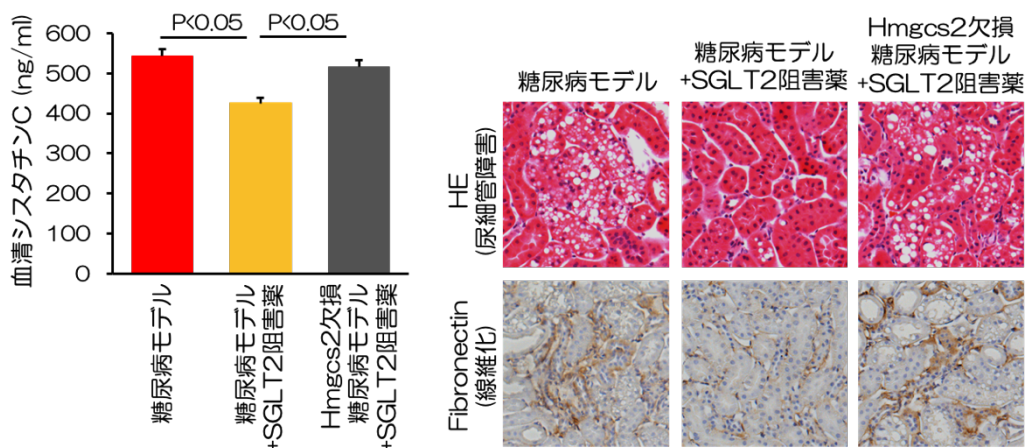 P<0.05
P<0.05
血清シスタチンC (ng/ml)
600
500
400
300
200
100
0
糖尿病モデル
糖尿病モデル
+SGLT2阻害薬
Hmgcs2欠損
糖尿病モデル
+SGLT2阻害薬
糖尿病モデル
糖尿病モデル
+SGLT2阻害薬
Hmgcs2欠損
糖尿病モデル
+SGLT2阻害薬
HE
(尿細管障害)
Fibronectin
(線維化)